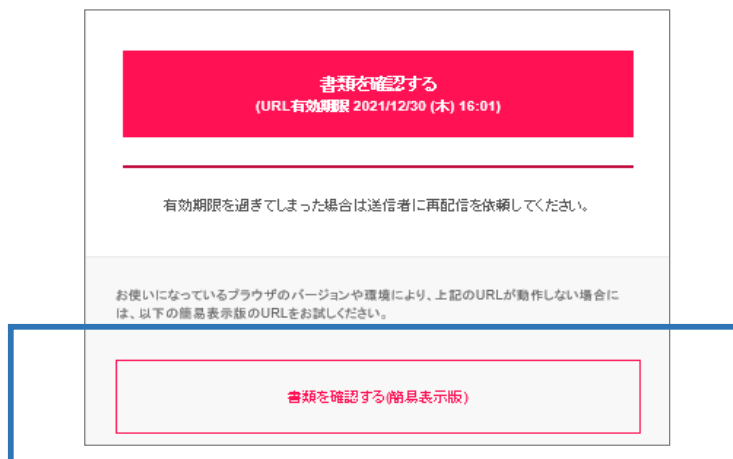 書類を確認する
(URL有効期限 2021/12/30 (木) 16:01)
有効期限を過ぎてしまった場合は送信者に再配信を依頼してください。
お使いになっているブラウザのバージョンや環境により、上記のURLが動作しない場合に
は、以下の簡易表示版のURLをお試しください。
書類を確認する(簡易表示版)